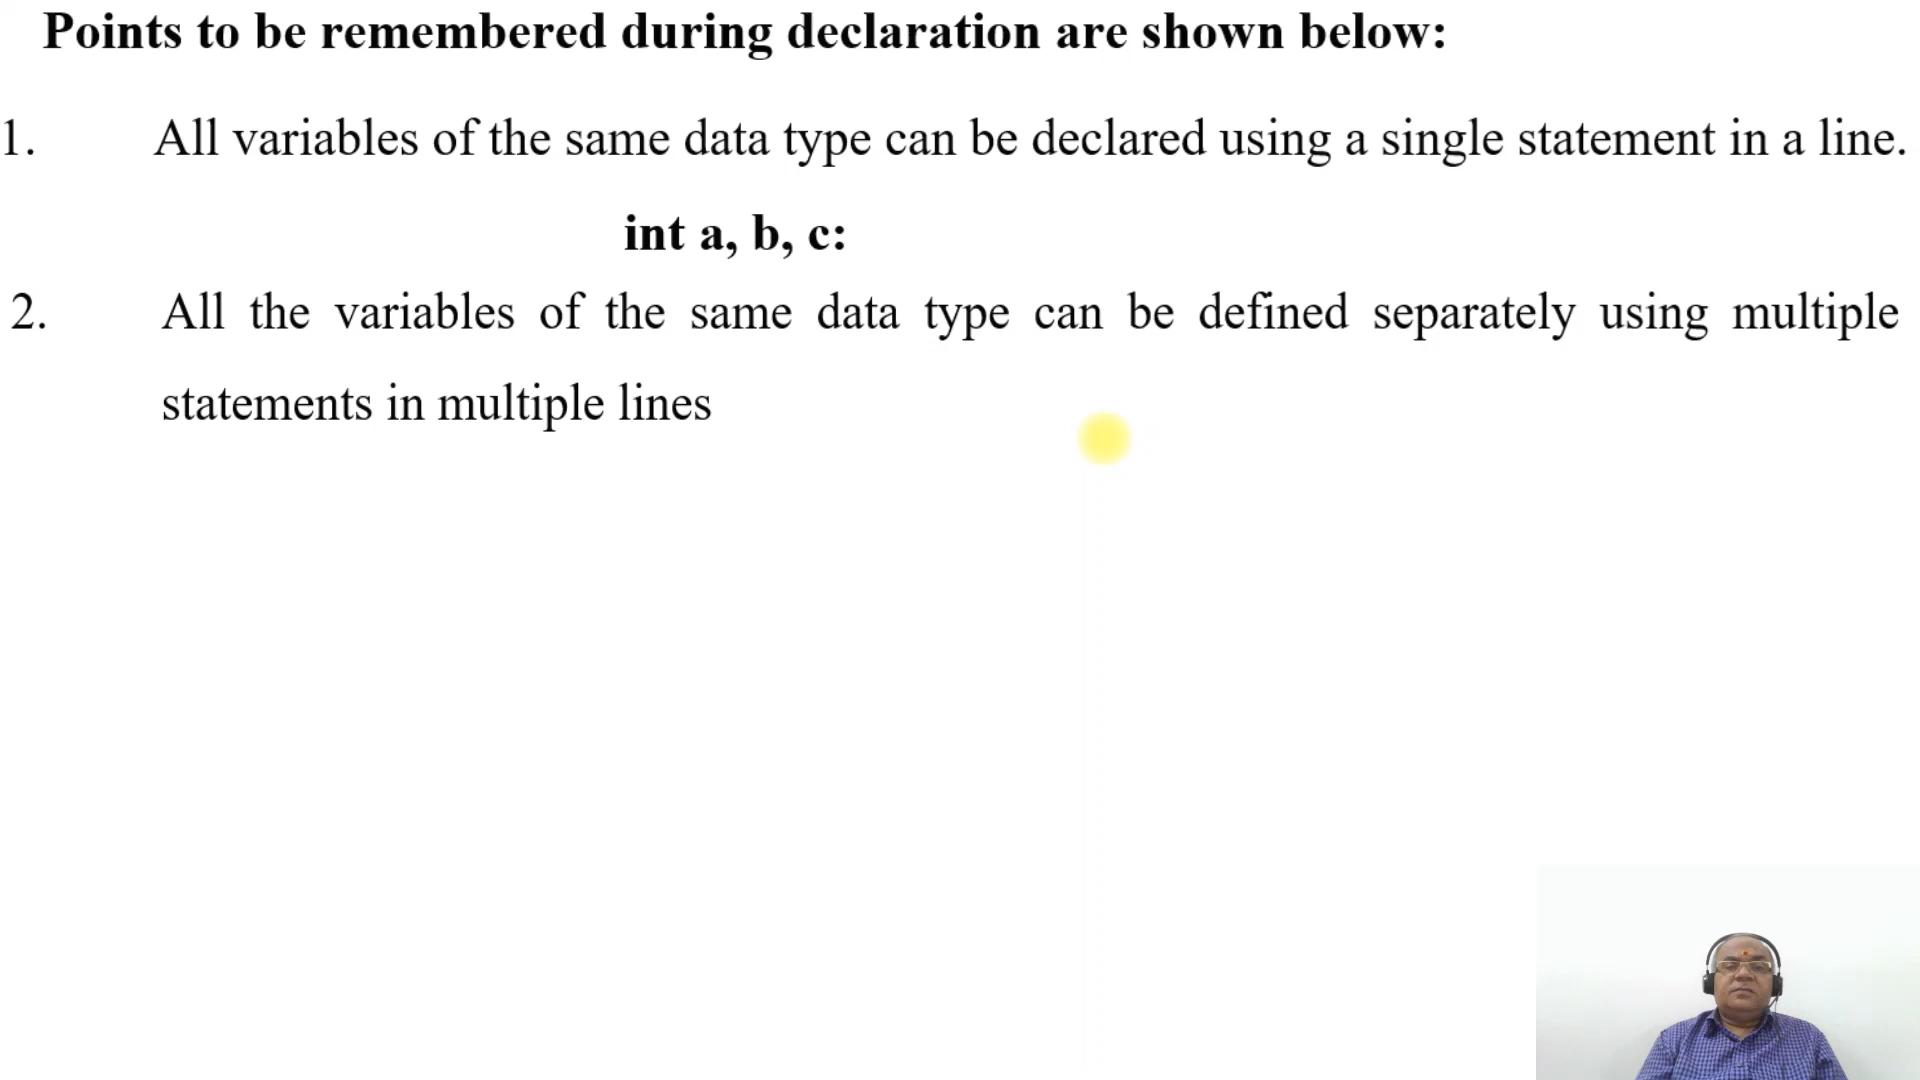 Points to be remembered during declaration are shown below:
1. All variables of the same data type can be declared using a single statement in a line.
int a, b, c:
2. All the variables of the same data type can be defined separately using multiple
statements in multiple lines